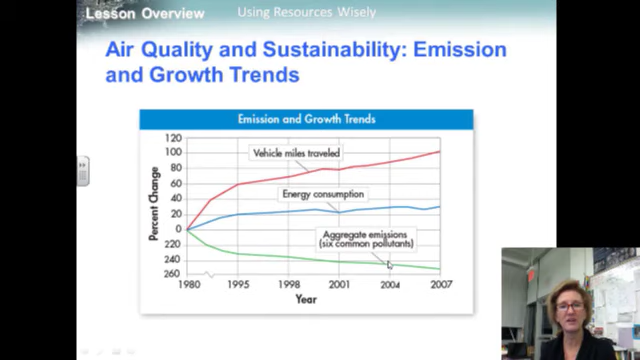 Lesson Overview Using Resources Wisely
Air Quality and Sustainability: Emission
and Growth Trends
Emission and Growth Trends
120
100
80
60
40
20
0
220
240
260
Percent Change
Vehicle miles traveled
Energy consumption
Aggregate emissions
(six common pollutants)
1980 1995 1998 2001 2004 2007
Year